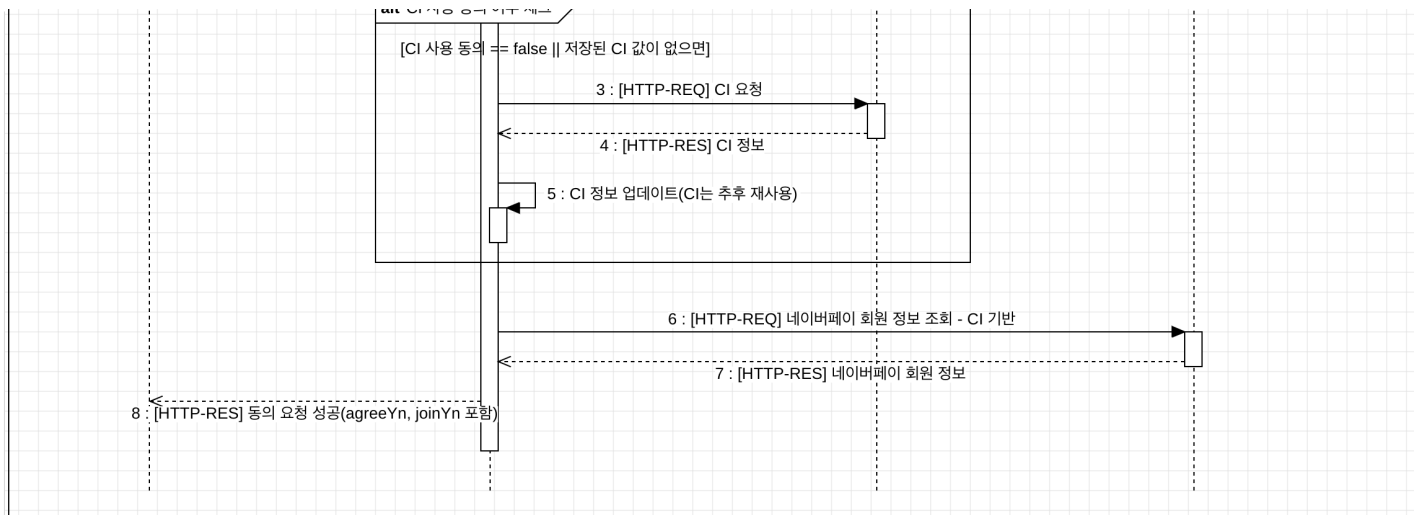 [CI 사용 동의 == false || 저장된 CI 값이 없으면]
3 : [HTTP-REQ] CI 요청
4 : [HTTP-RES] CI 정보
5 : CI 정보 업데이트(CI는 추후 재사용)
6 : [HTTP-REQ] 네이버페이 회원 정보 조회 - CI 기반
7 : [HTTP-RES] 네이버페이 회원 정보
8 : [HTTP-RES] 동의 요청 성공(agreeYn, joinYn 포함)